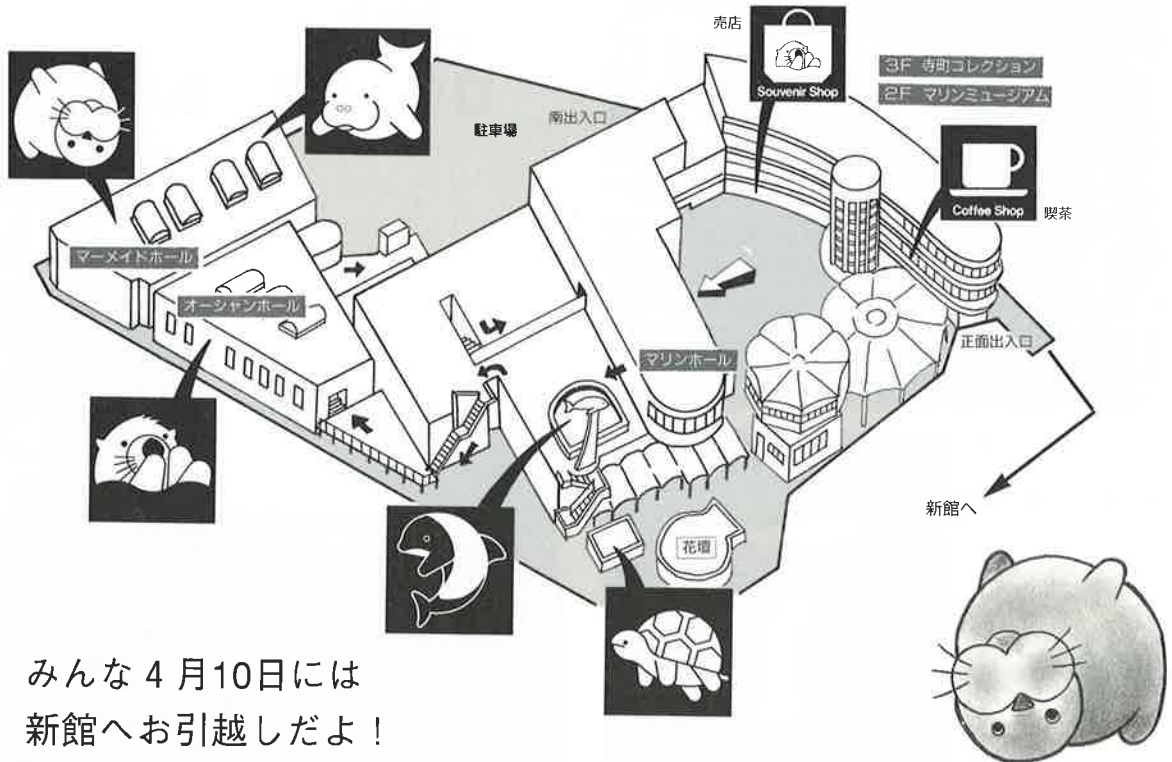 売店
Souvenir Shop
3F 寺町コレクション
2F マリンミュージアム
駐車場
南出入口
Coffee Shop
喫茶
マーメイドホール
オーシャンホール
マリンホール
正面出入口
新館へ
花壇
みんな4月10日には
新館へお引越しだよ!